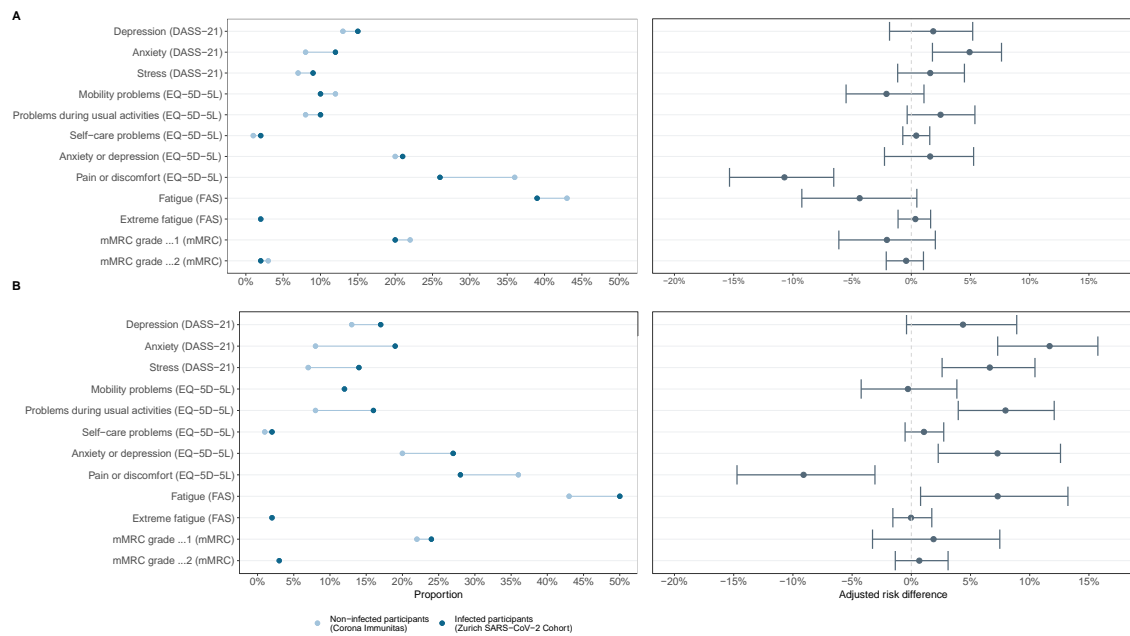 A
Depression (DASS−21)
Anxiety (DASS−21)
Stress (DASS−21)
Mobility problems (EQ−5D−5L)
Problems during usual activities (EQ−5D−5L)
Self−care problems (EQ−5D−5L)
Anxiety or depression (EQ−5D−5L)
Pain or discomfort (EQ−5D−5L)
Fatigue (FAS)
Extreme fatigue (FAS)
mMRC grade ...1 (mMRC)
mMRC grade ...2 (mMRC)
0% 5% 10% 15% 20% 25% 30% 35% 40% 45% 50%
−20% −15% −10% −5% 0% 5% 10% 15%
B
Depression (DASS−21)
Anxiety (DASS−21)
Stress (DASS−21)
Mobility problems (EQ−5D−5L)
Problems during usual activities (EQ−5D−5L)
Self−care problems (EQ−5D−5L)
Anxiety or depression (EQ−5D−5L)
Pain or discomfort (EQ−5D−5L)
Fatigue (FAS)
Extreme fatigue (FAS)
mMRC grade ...1 (mMRC)
mMRC grade ...2 (mMRC)
0% 5% 10% 15% 20% 25% 30% 35% 40% 45% 50%
Proportion
−20% −15% −10% −5% 0% 5% 10% 15%
Adjusted risk difference
Non−infected participants
(Corona Immunitas)
Infected participants
(Zurich SARS−CoV−2 Cohort)